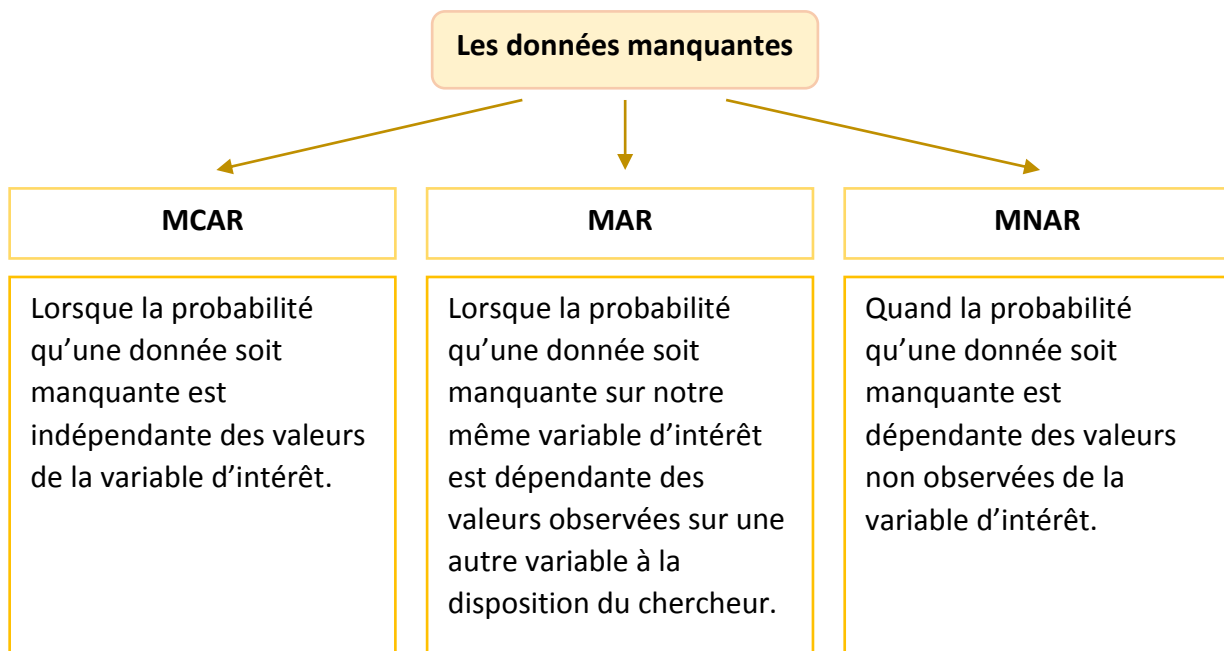 Les données manquantes
MCAR
Lorsque la probabilité
qu’une donnée soit
manquante est
indépendante des valeurs
de la variable d’intérêt.
MAR
Lorsque la probabilité
qu’une donnée soit
manquante sur notre
même variable d’intérêt
est dépendante des
valeurs observées sur une
autre variable à la
disposition du chercheur.
MNAR
Quand la probabilité
qu’une donnée soit
manquante est
dépendante des valeurs
non observées de la
variable d’intérêt.